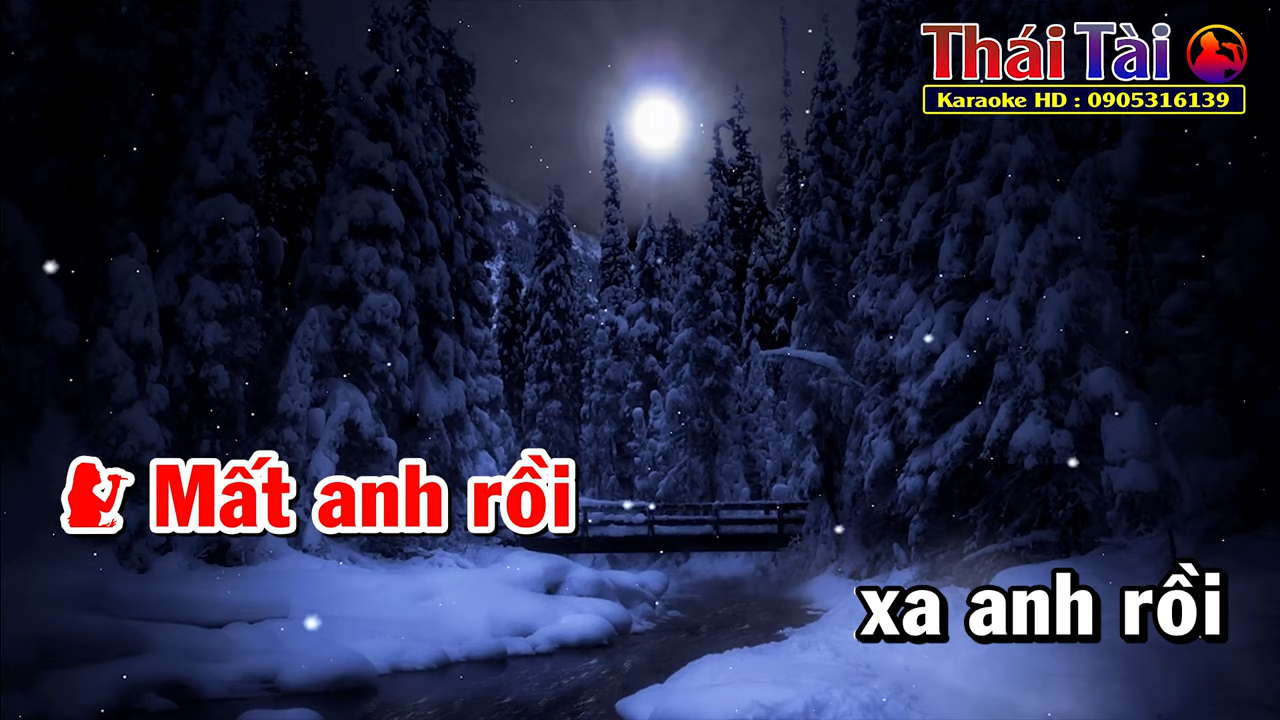 Thái Tài
Karaoke HD : 0905316139
Mất anh rồi
xa anh rồi